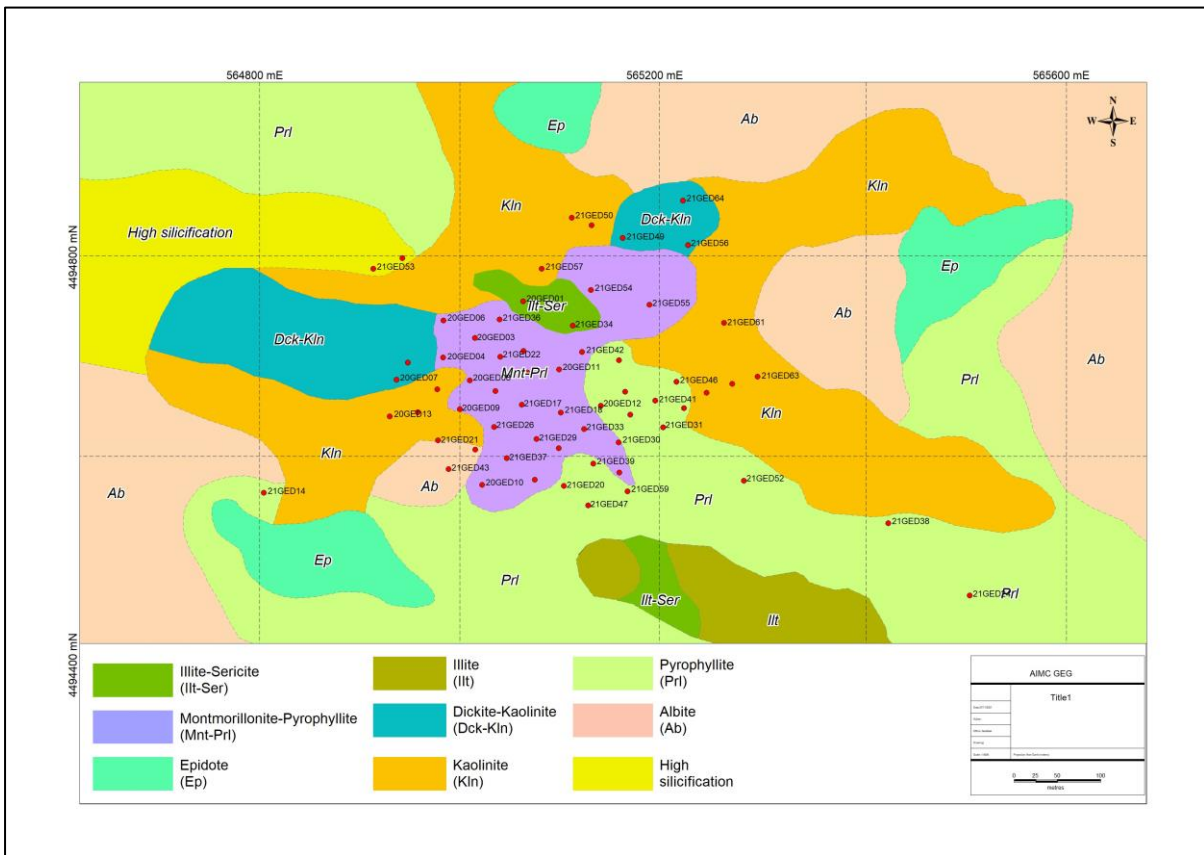 564800 mE
565200 mE
565600 mE
N
W
E
S
Prl
Ep
Ab
Kln
Kln
21GED64
21GED50
Dck-Kln
High silicification
21GED49
21GED56
4494800 mN
21GED53
21GED57
Ep
21GED54
20GED01
Ilt-Ser
21GED55
Ab
20GED06
21GED36
21GED34
21GED61
Dck-Kln
20GED03
21GED42
Ab
20GED04
21GED22
Mnt-Prl
20GED11
21GED63
Prl
20GED07
21GED46
21GED17
20GED12
21GED41
20GED13
20GED09
21GED18
Kln
21GED26
21GED33
21GED31
21GED21
21GED29
21GED30
Kln
21GED37
21GED39
21GED43
Ab
Ab
20GED10
21GED20
21GED52
Prl
21GED14
21GED59
21GED47
21GED38
Ep
Prl
Ilt-Ser
Prl
Ilt
4494400 mN
Illite-Sericite
(Ilt-Ser)
Illite
(Ilt)
Pyrophyllite
(Prl)
Montmorillonite-Pyrophyllite
(Mnt-Prl)
Dickite-Kaolinite
(Dck-Kln)
Albite
(Ab)
Epidote
(Ep)
Kaolinite
(Kln)
High
silicification
AIMC GEG
Title1
0 25 50 100
metres